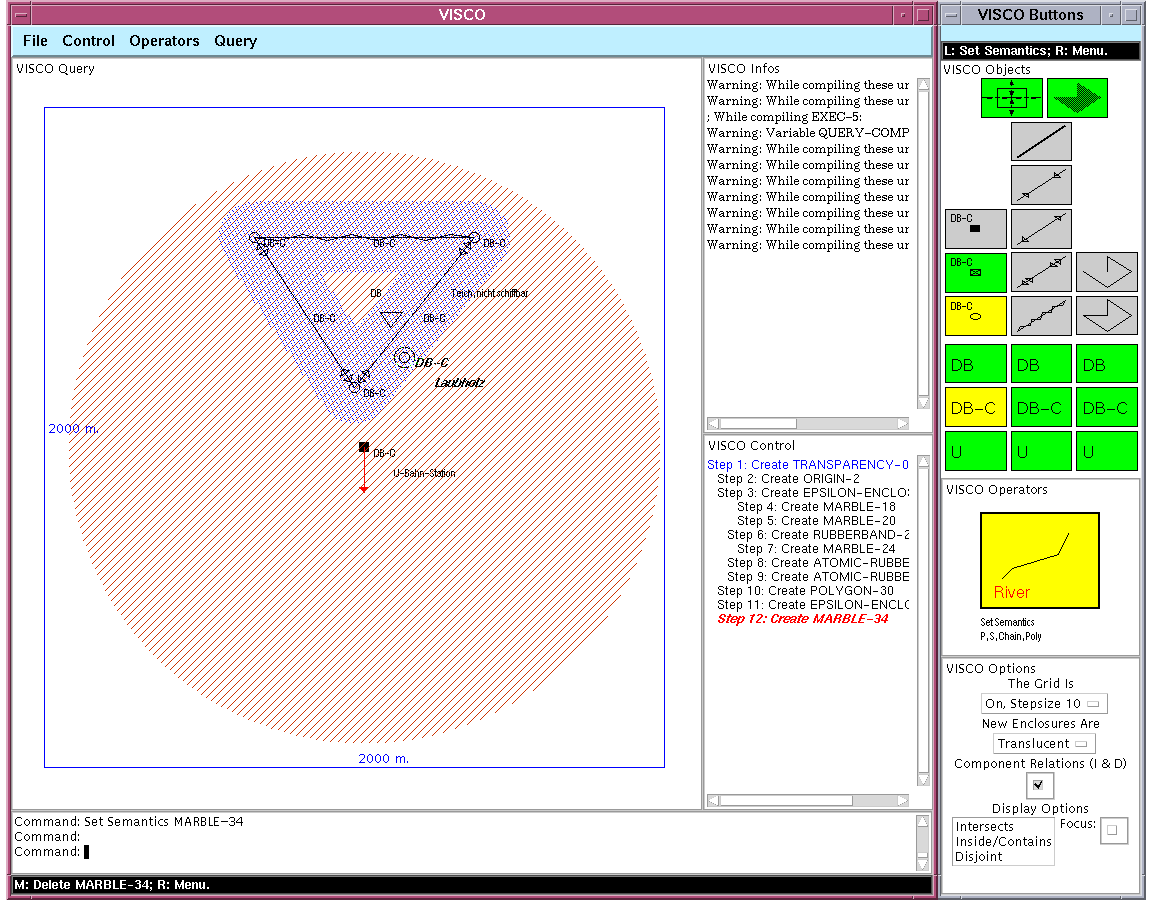 VISCO
File Control Operators Query
VISCO Query
DB-C
DB-C
DB-C
DB
Teich, nicht schiffbar
DB-C
DB-C
DB-C
Laubholz
DB-C
2000 m.
DB-C
U-Bahn-Station
2000 m.
VISCO Infos
Warning: While compiling these ur
Warning: While compiling these ur
; While compiling EXEC-5:
Warning: Variable QUERY-COMP
Warning: While compiling these ur
Warning: While compiling these ur
Warning: While compiling these ur
Warning: While compiling these ur
Warning: While compiling these ur
Warning: While compiling these ur
Warning: While compiling these ur
VISCO Control
Step 1: Create TRANSPARENCY-0
Step 2: Create ORIGIN-2
Step 3: Create EPSILON-ENCLOS
Step 4: Create MARBLE-18
Step 5: Create MARBLE-20
Step 6: Create RUBBERBAND-2
Step 7: Create MARBLE-24
Step 8: Create ATOMIC-RUBBE
Step 9: Create ATOMIC-RUBBE
Step 10: Create POLYGON-30
Step 11: Create EPSILON-ENCLO
Step 12: Create MARBLE-34
Command: Set Semantics MARBLE-34
Command:
Command:
M: Delete MARBLE-34; R: Menu.
VISCO Buttons
L: Set Semantics; R: Menu.
VISCO Objects
DB-C
DB-C
DB-C
DB DB DB
DB-C DB-C DB-C
U U U
VISCO Operators
River
Set Semantics
P,S,Chain,Poly
VISCO Options
The Grid Is
On, Stepsize 10
New Enclosures Are
Translucent
Component Relations (I & D)
Display Options
Intersects
Inside/Contains
Disjoint
Focus: